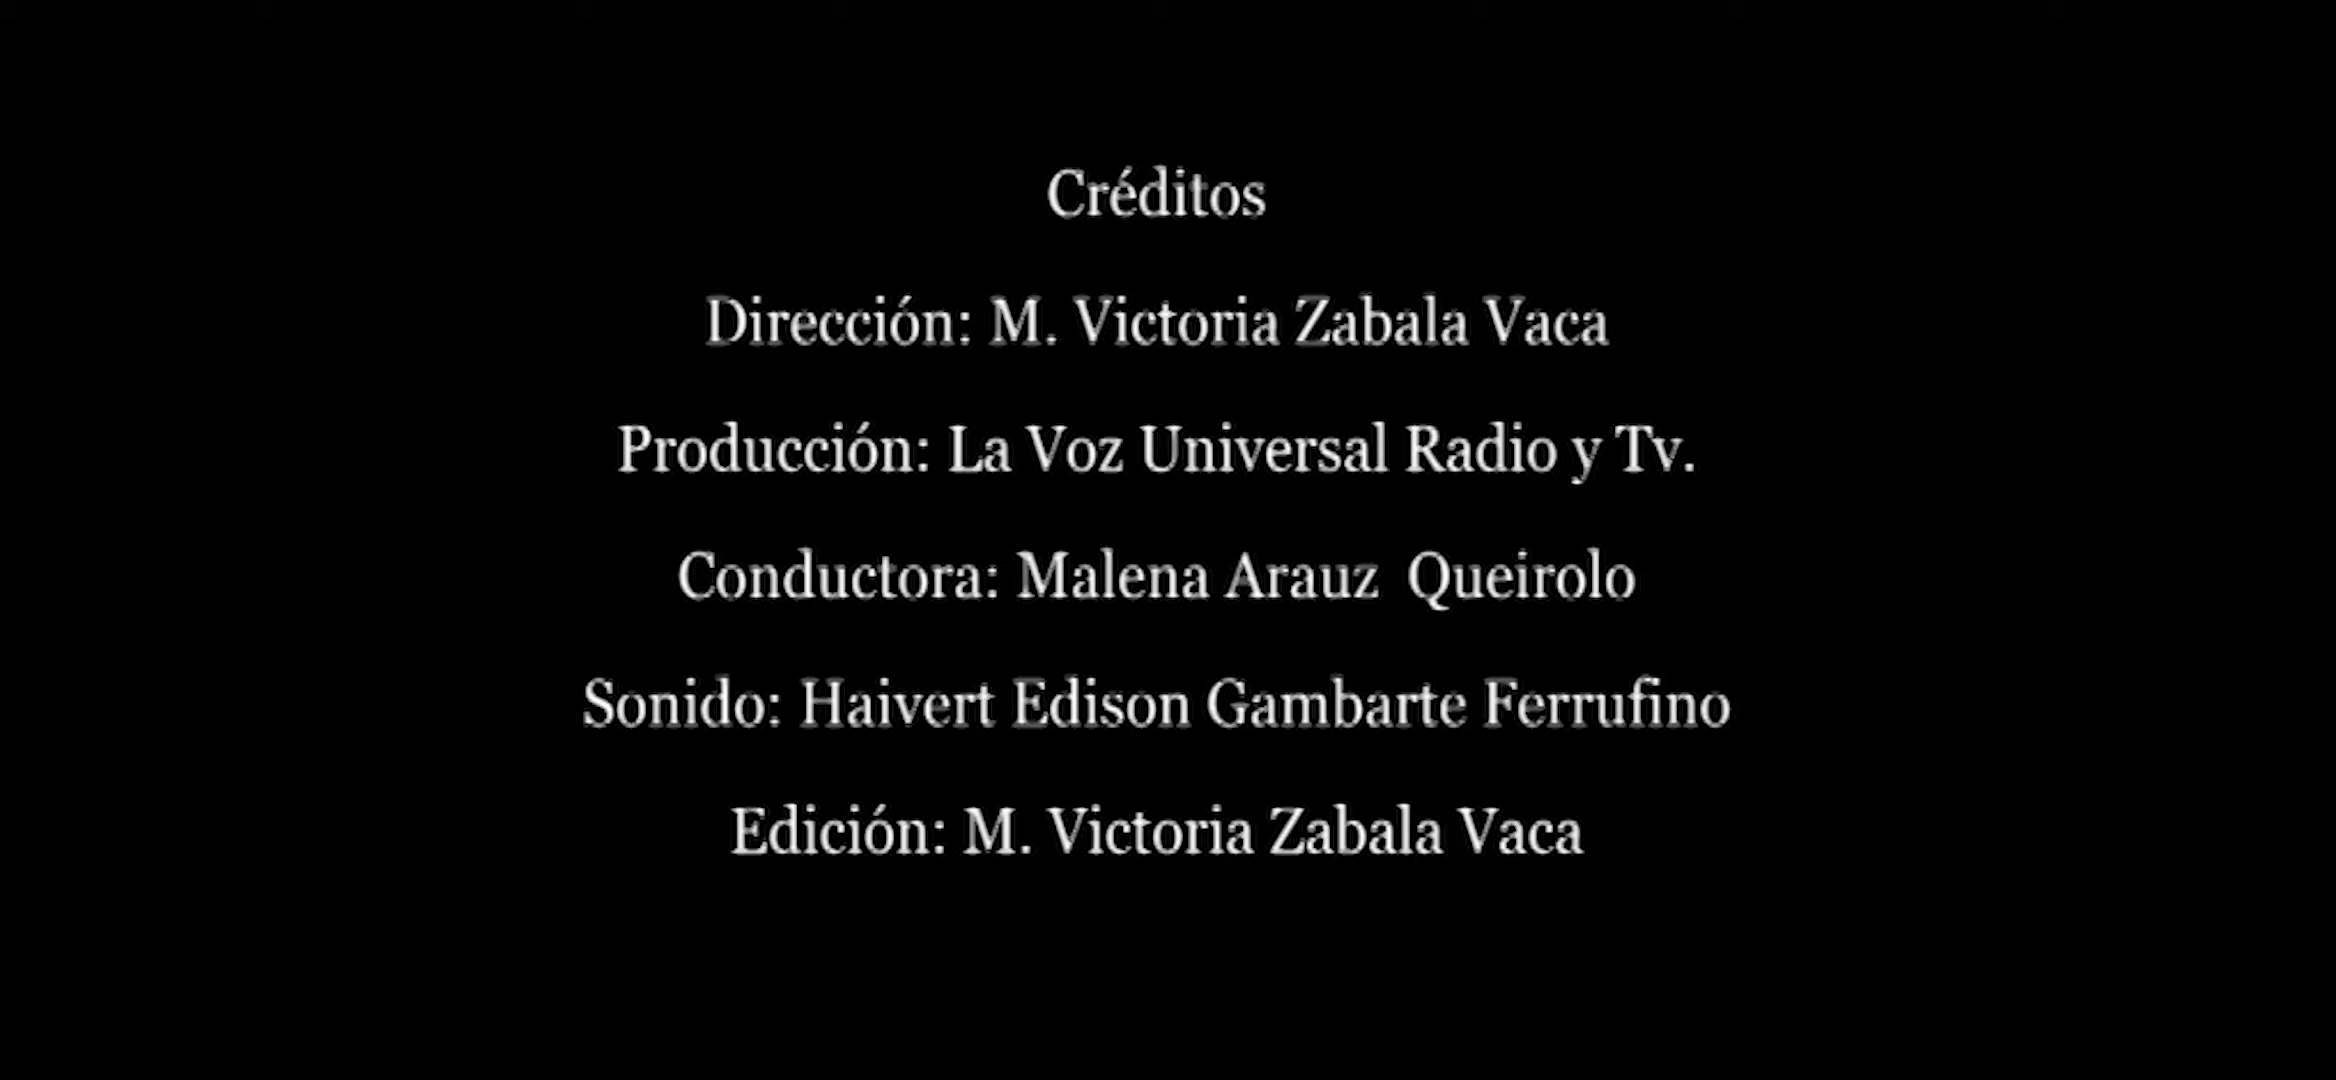 Créditos
Dirección: M. Victoria Zabala Vaca
Producción: La Voz Universal Radio y Tv.
Conductora: Malena Arauz  Queirolo
Sonido: Haivert Edison Gambarte Ferrufino
Edición: M. Victoria Zabala Vaca